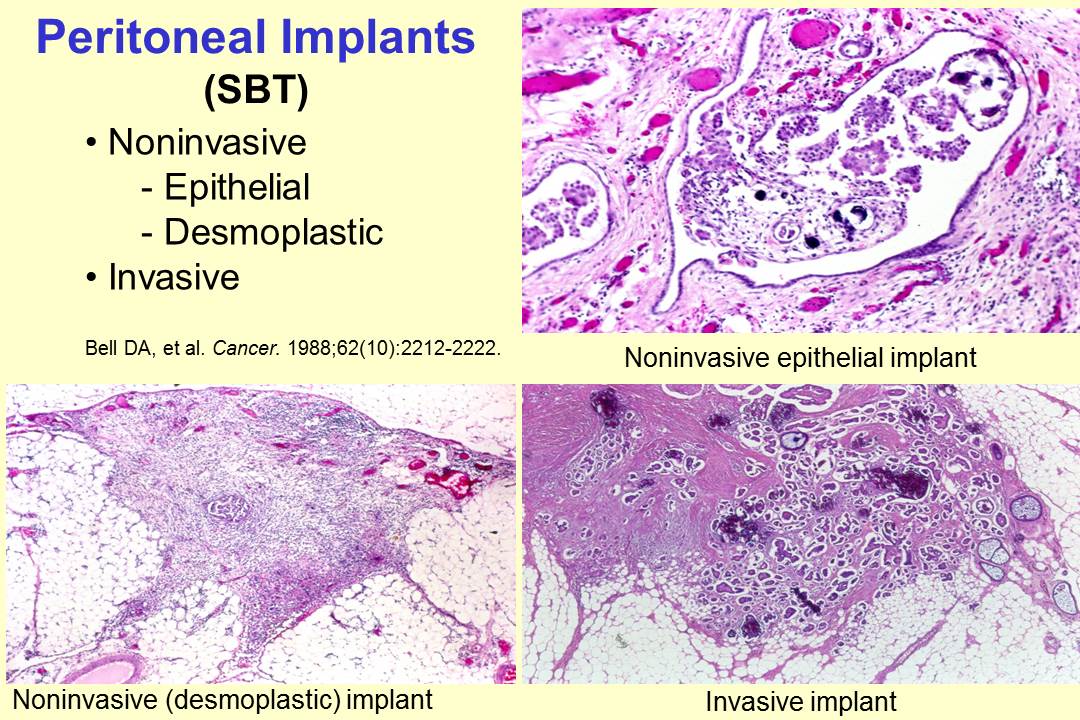 Peritoneal Implants
(SBT)
• Noninvasive
- Epithelial
- Desmoplastic
• Invasive
Bell DA, et al. Cancer. 1988;62(10):2212-2222.
Noninvasive epithelial implant
Noninvasive (desmoplastic) implant
Invasive implant